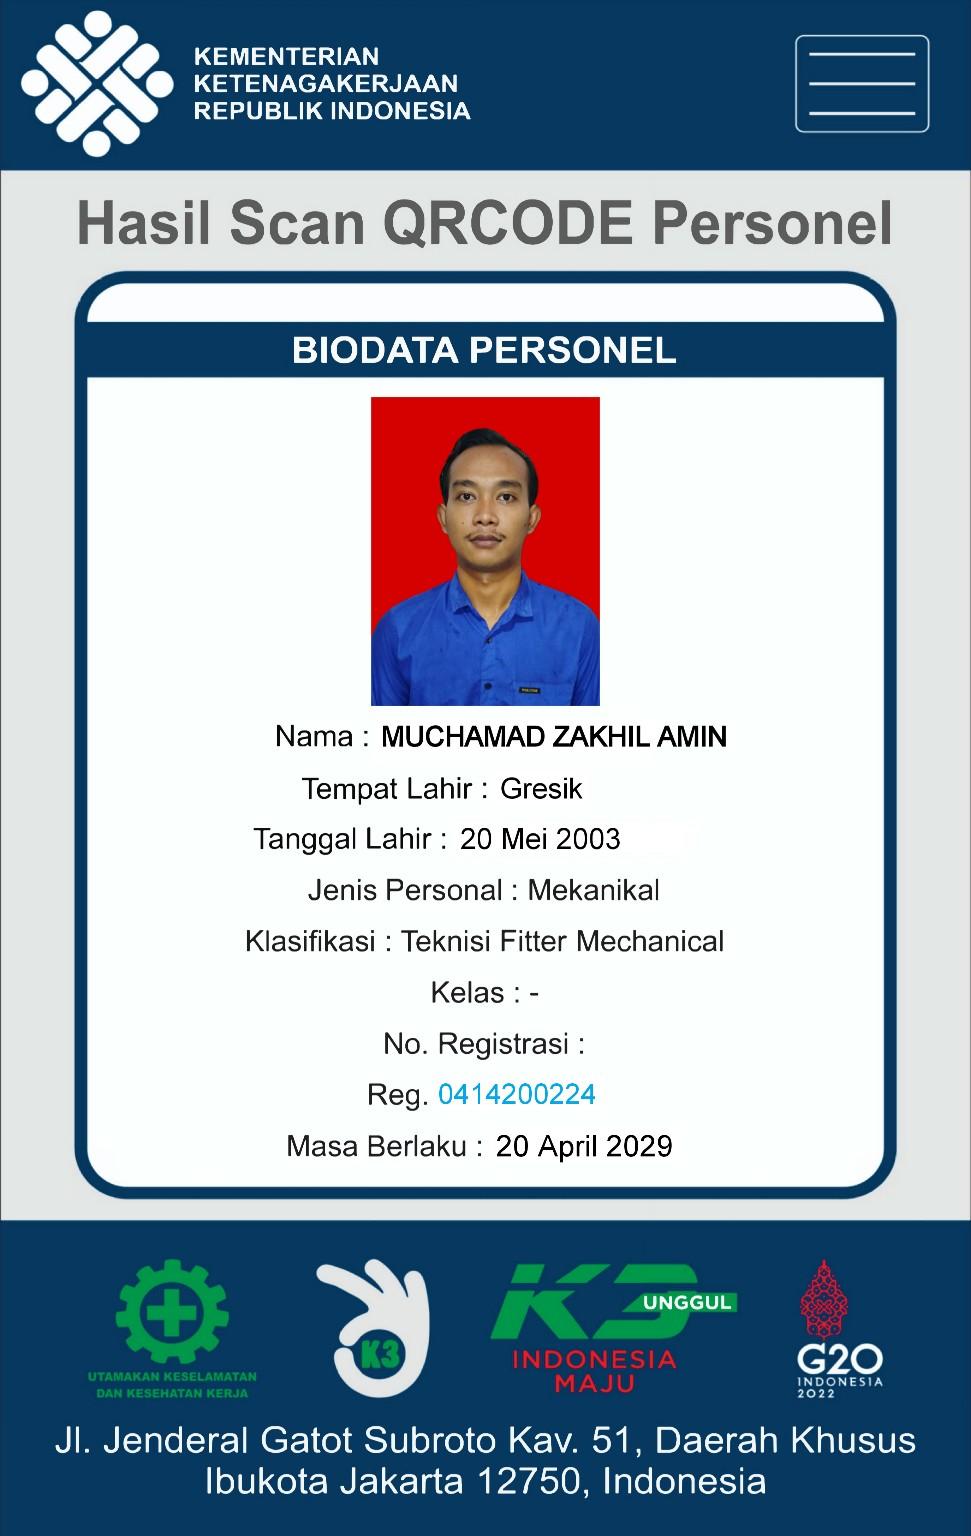 KEMENTERIAN
KETENAGAKERJAAN
REPUBLIK INDONESIA
Hasil Scan QRCODE Personel
BIODATA PERSONEL
Nama : MUCHAMAD ZAKHIL AMIN
Tempat Lahir : Gresik
Tanggal Lahir : 20 Mei 2003
Jenis Personal : Mekanikal
Klasifikasi : Teknisi Fitter Mechanical
Kelas : -
No. Registrasi :
Reg. 0414200224
Masa Berlaku : 20 April 2029
UTAMAKAN KESELAMATAN
DAN KESEHATAN KERJA
K3
K3
UNGGUL
INDONESIA
MAJU
G20
INDONESIA
2022
Jl. Jenderal Gatot Subroto Kav. 51, Daerah Khusus
Ibukota Jakarta 12750, Indonesia